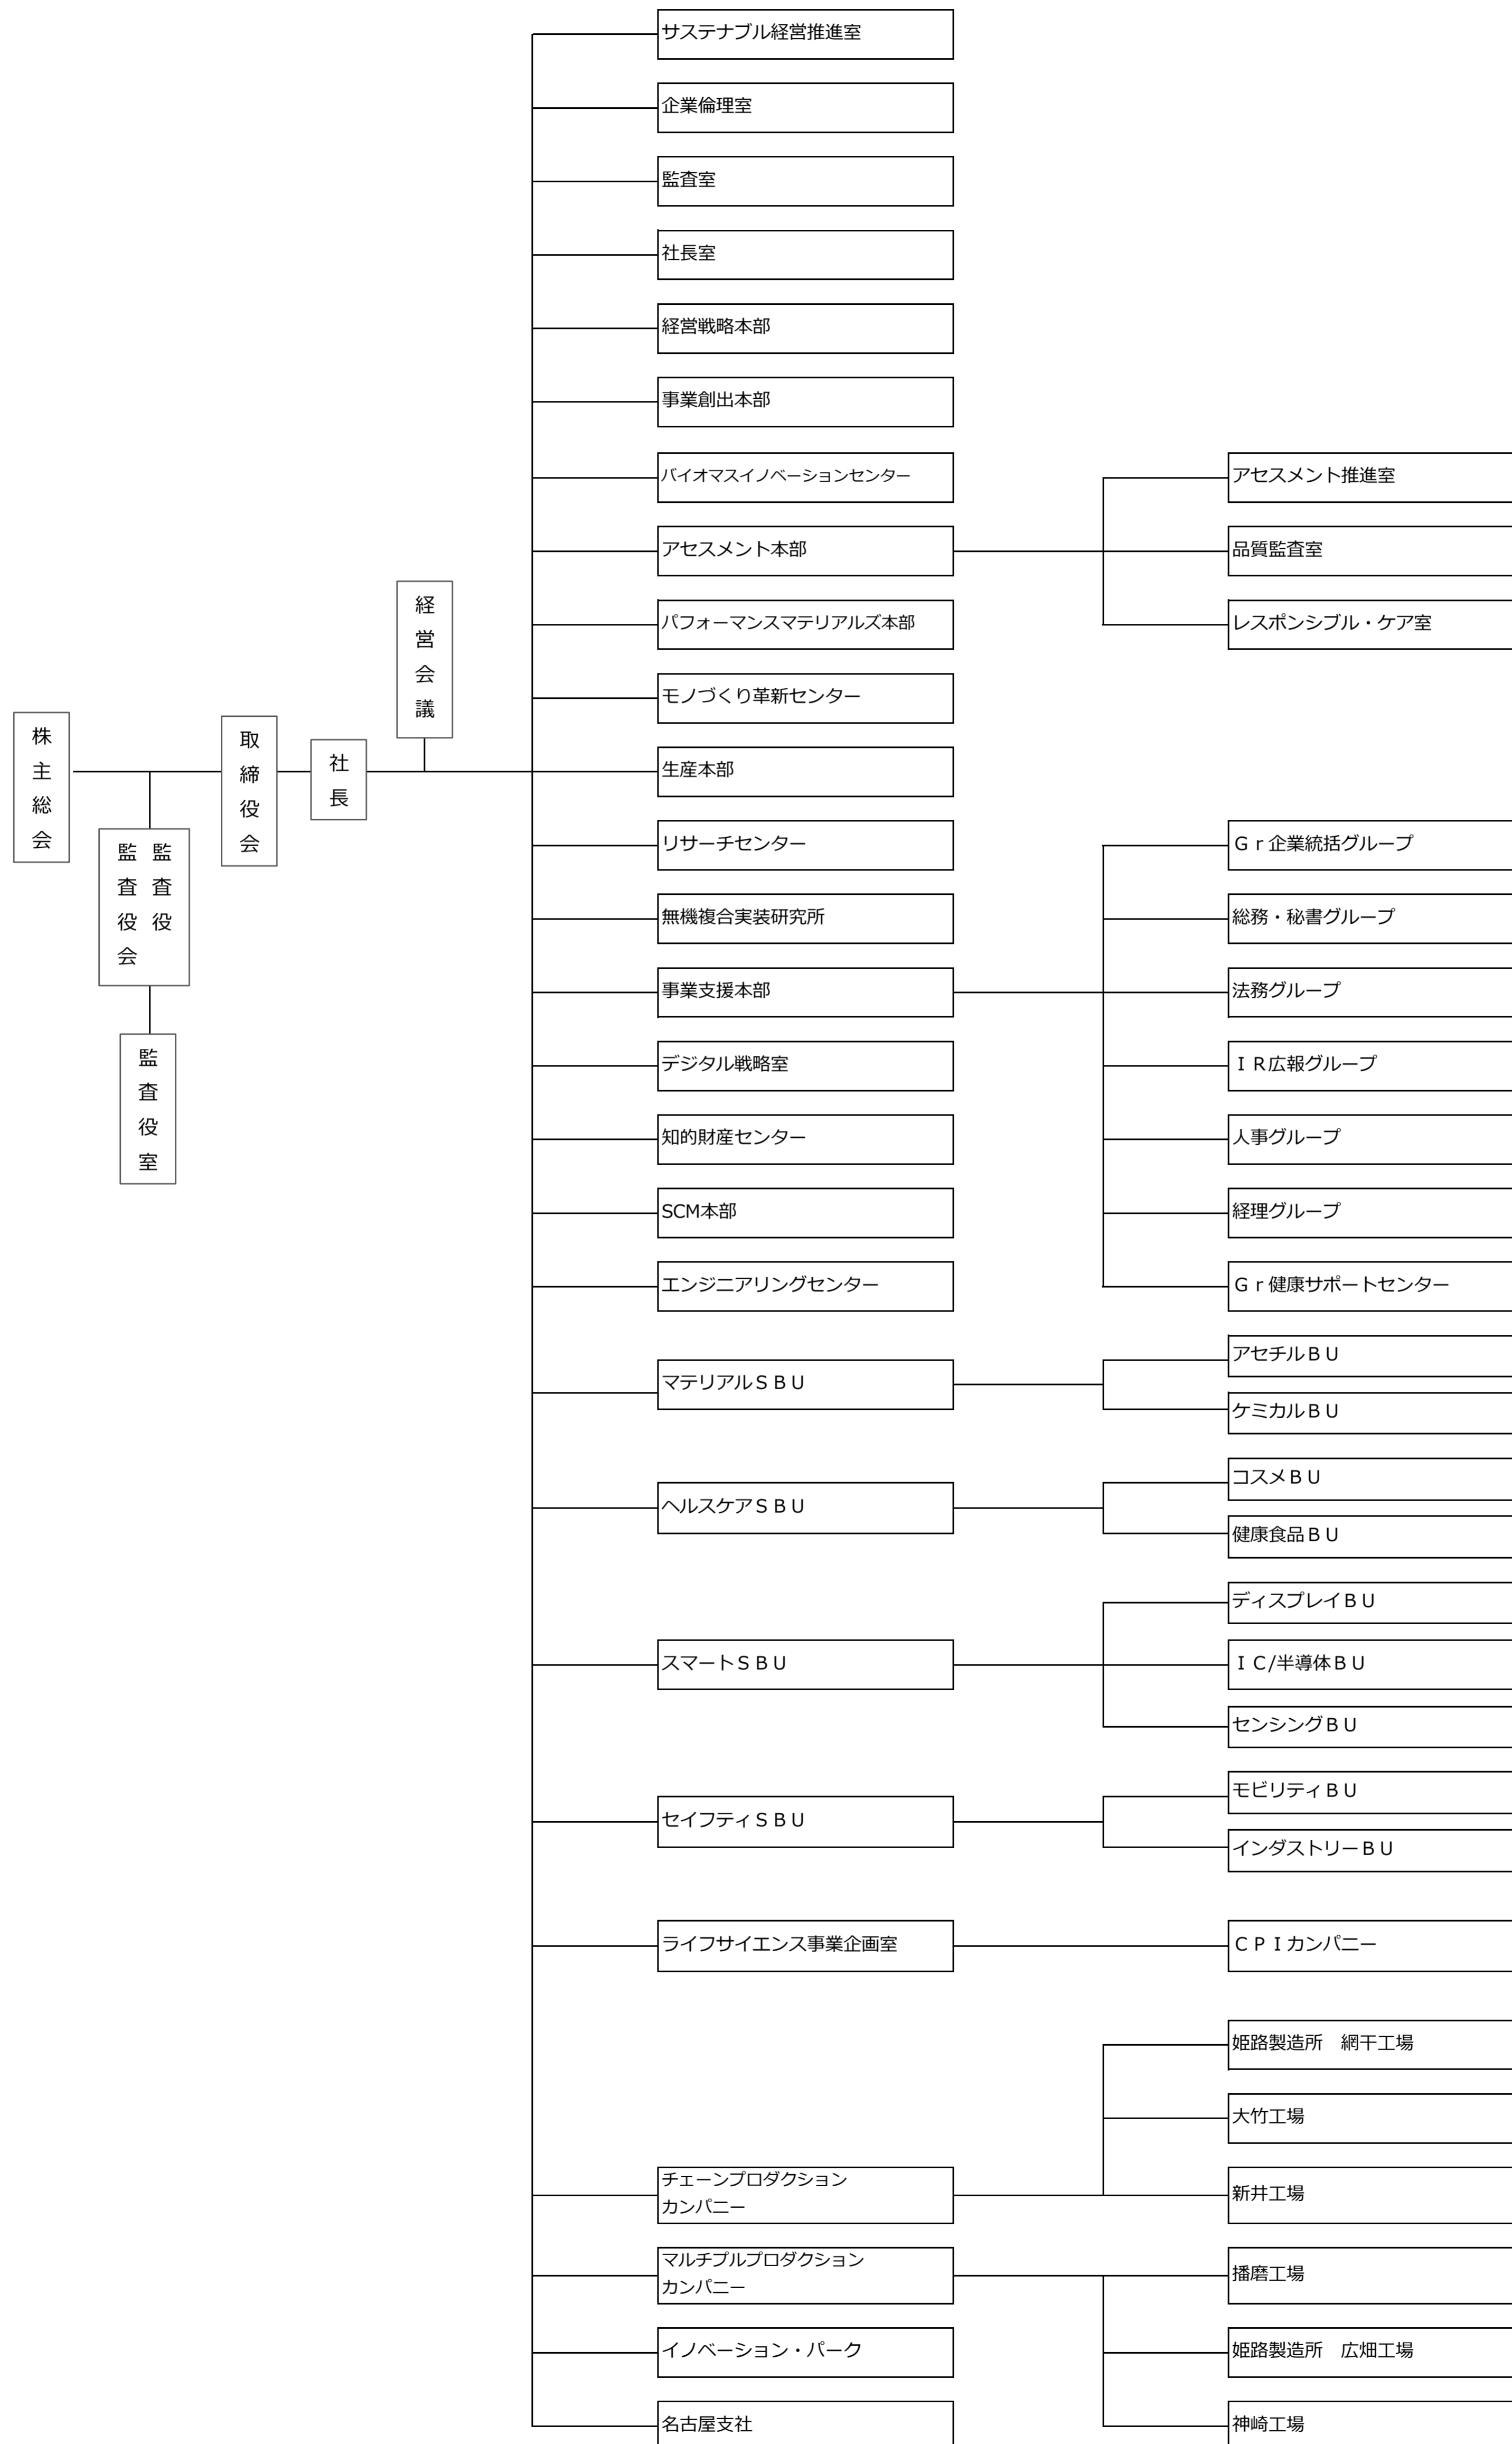 株主総会
監査役
監査役会
監査役室
取締役会
社長
経営会議
サステナブル経営推進室
企業倫理室
監査室
社長室
経営戦略本部
事業創出本部
バイオマスイノベーションセンター
アセスメント本部
アセスメント推進室
品質監査室
レスポンシブル・ケア室
パフォーマンスマテリアルズ本部
モノづくり革新センター
生産本部
リサーチセンター
無機複合実装研究所
事業支援本部
Ｇｒ企業統括グループ
総務・秘書グループ
法務グループ
ＩＲ広報グループ
人事グループ
経理グループ
Ｇｒ健康サポートセンター
デジタル戦略室
知的財産センター
SCM本部
エンジニアリングセンター
マテリアルＳＢＵ
アセチルＢＵ
ケミカルＢＵ
ヘルスケアＳＢＵ
コスメＢＵ
健康食品ＢＵ
スマートＳＢＵ
ディスプレイＢＵ
ＩＣ/半導体ＢＵ
センシングＢＵ
セイフティＳＢＵ
モビリティＢＵ
インダストリーＢＵ
ライフサイエンス事業企画室
ＣＰＩカンパニー
チェーンプロダクション
カンパニー
姫路製造所　網干工場
大竹工場
新井工場
マルチプルプロダクション
カンパニー
播磨工場
姫路製造所　広畑工場
神崎工場
イノベーション・パーク
名古屋支社